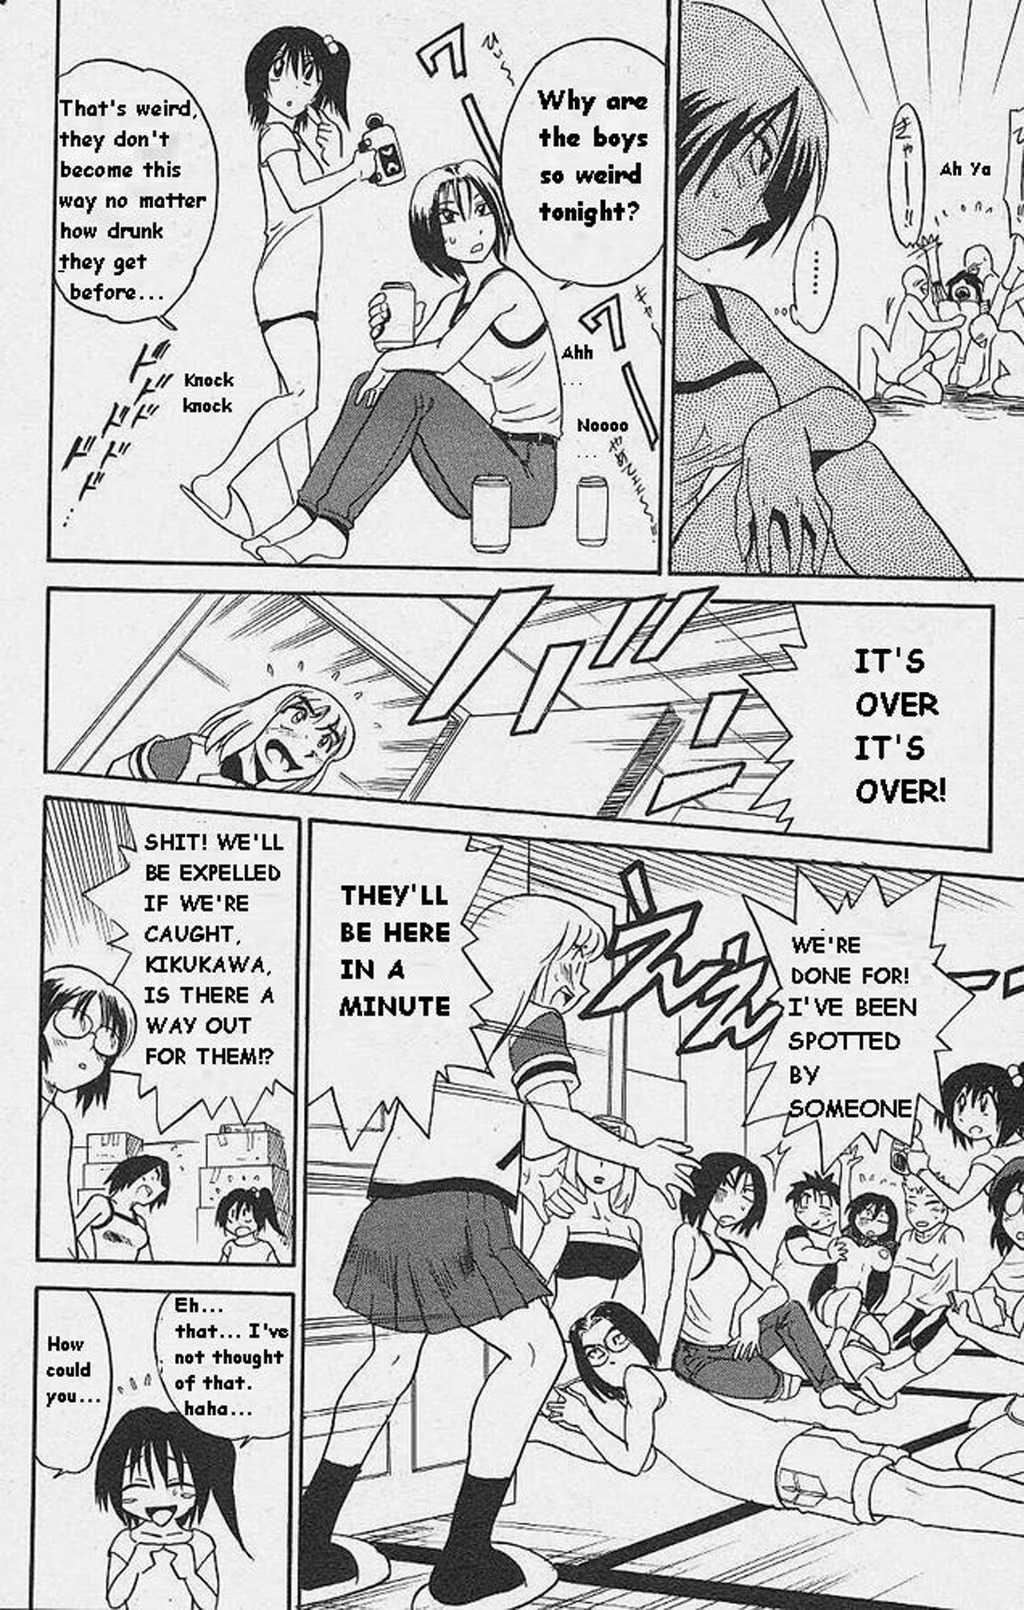 Why are
the boys
so weird
tonight?
That's weird,
they don't
become this
way no matter
how drunk
they get
before...
Knock
knock
Ahh
...
Noooo
...
Ah Ya
IT'S
OVER
IT'S
OVER!
WE'RE
DONE FOR!
I'VE BEEN
SPOTTED
BY
SOMEONE
THEY'LL
BE HERE
IN A
MINUTE
SHIT! WE'LL
BE EXPELLED
IF WE'RE
CAUGHT,
KIKUKAWA,
IS THERE A
WAY OUT
FOR THEM!?
Eh...
that... I've
not thought
of that.
haha...
How
could
you...